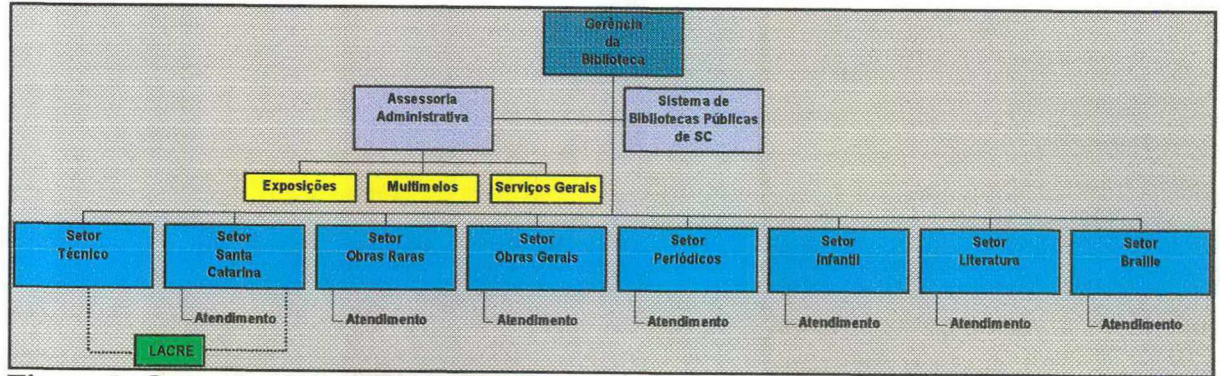 Gerência
da
Biblioteca
Assessoria
Administrativa
Sistema de
Bibliotecas Públicas
de SC
Exposições
Multimeios
Serviços Gerais
Setor
Técnico
Setor
Santa
Catarina
Setor
Obras Raras
Setor
Obras Gerais
Setor
Periódicos
Setor
Infantil
Setor
Literatura
Setor
Braille
Atendimento
Atendimento
Atendimento
Atendimento
Atendimento
Atendimento
Atendimento
LACRE